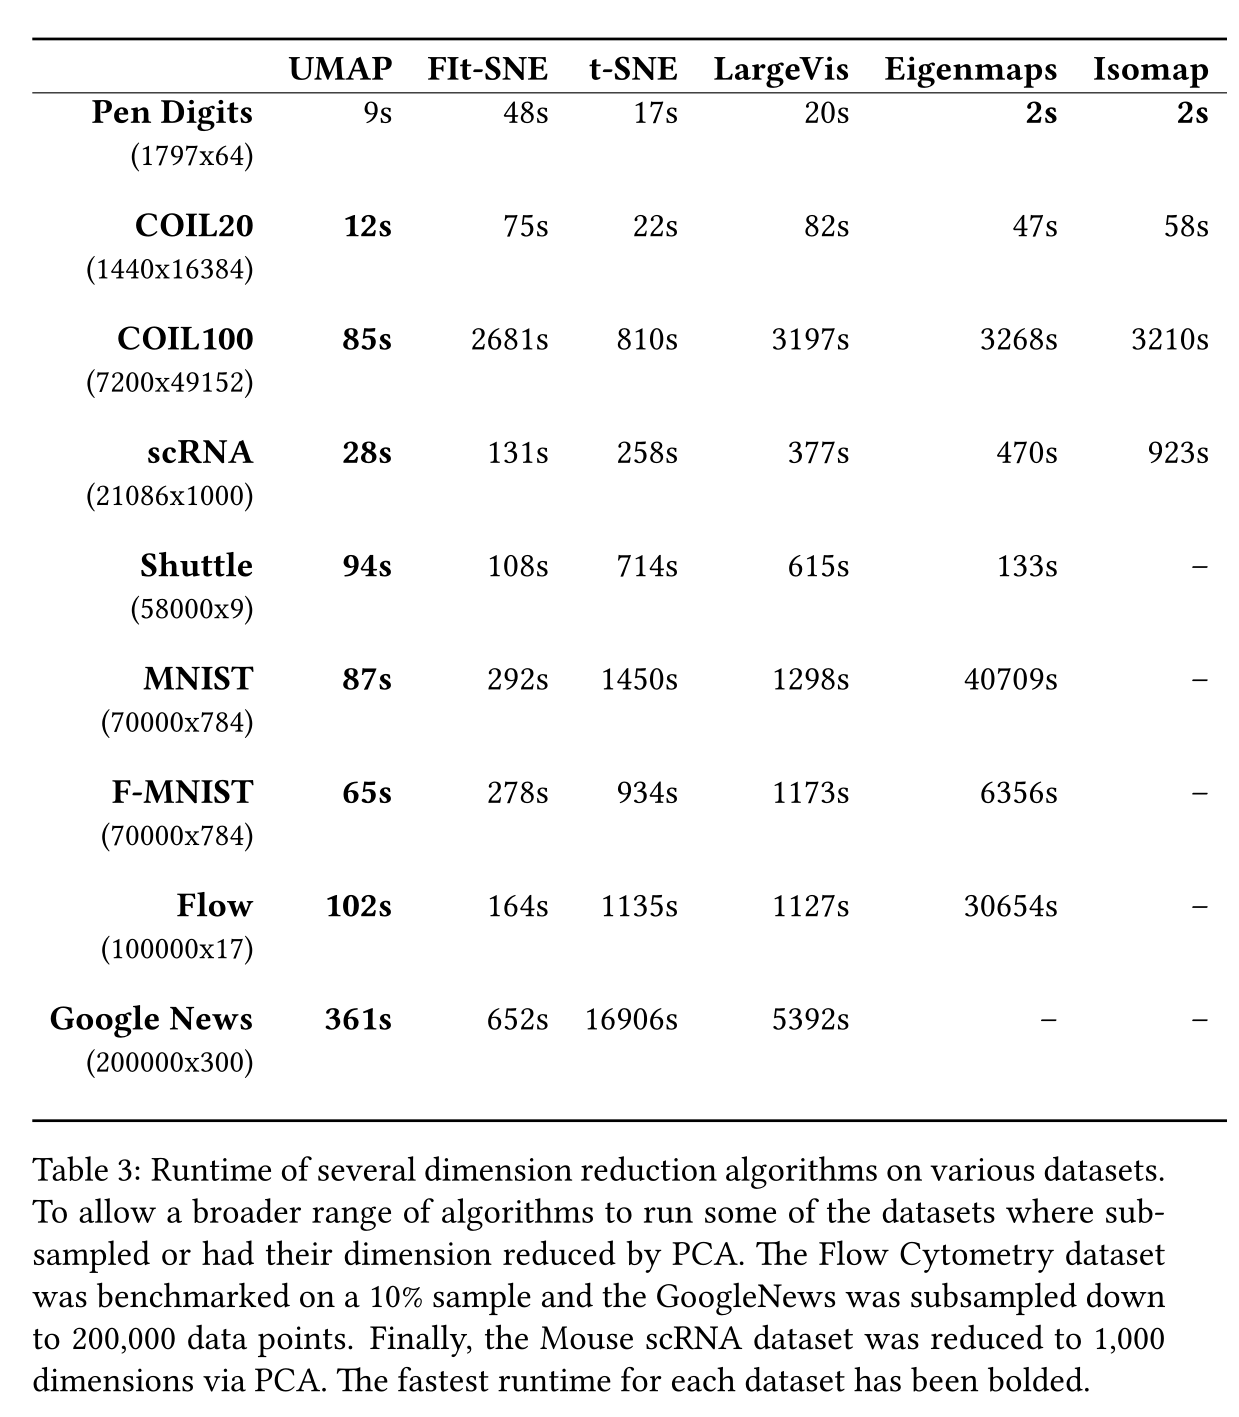 UMAP FIt-SNE t-SNE LargeVis Eigenmaps Isomap
Pen Digits 9s 48s 17s 20s 2s 2s
(1797x64)
COIL20 12s 75s 22s 82s 47s 58s
(1440x16384)
COIL100 85s 2681s 810s 3197s 3268s 3210s
(7200x49152)
scRNA 28s 131s 258s 377s 470s 923s
(21086x1000)
Shuttle 94s 108s 714s 615s 133s –
(58000x9)
MNIST 87s 292s 1450s 1298s 40709s –
(70000x784)
F-MNIST 65s 278s 934s 1173s 6356s –
(70000x784)
Flow 102s 164s 1135s 1127s 30654s –
(100000x17)
Google News 361s 652s 16906s 5392s – –
(200000x300)
Table 3: Runtime of several dimension reduction algorithms on various datasets.
To allow a broader range of algorithms to run some of the datasets where sub-
sampled or had their dimension reduced by PCA. The Flow Cytometry dataset
was benchmarked on a 10% sample and the GoogleNews was subsampled down
to 200,000 data points. Finally, the Mouse scRNA dataset was reduced to 1,000
dimensions via PCA. The fastest runtime for each dataset has been bolded.